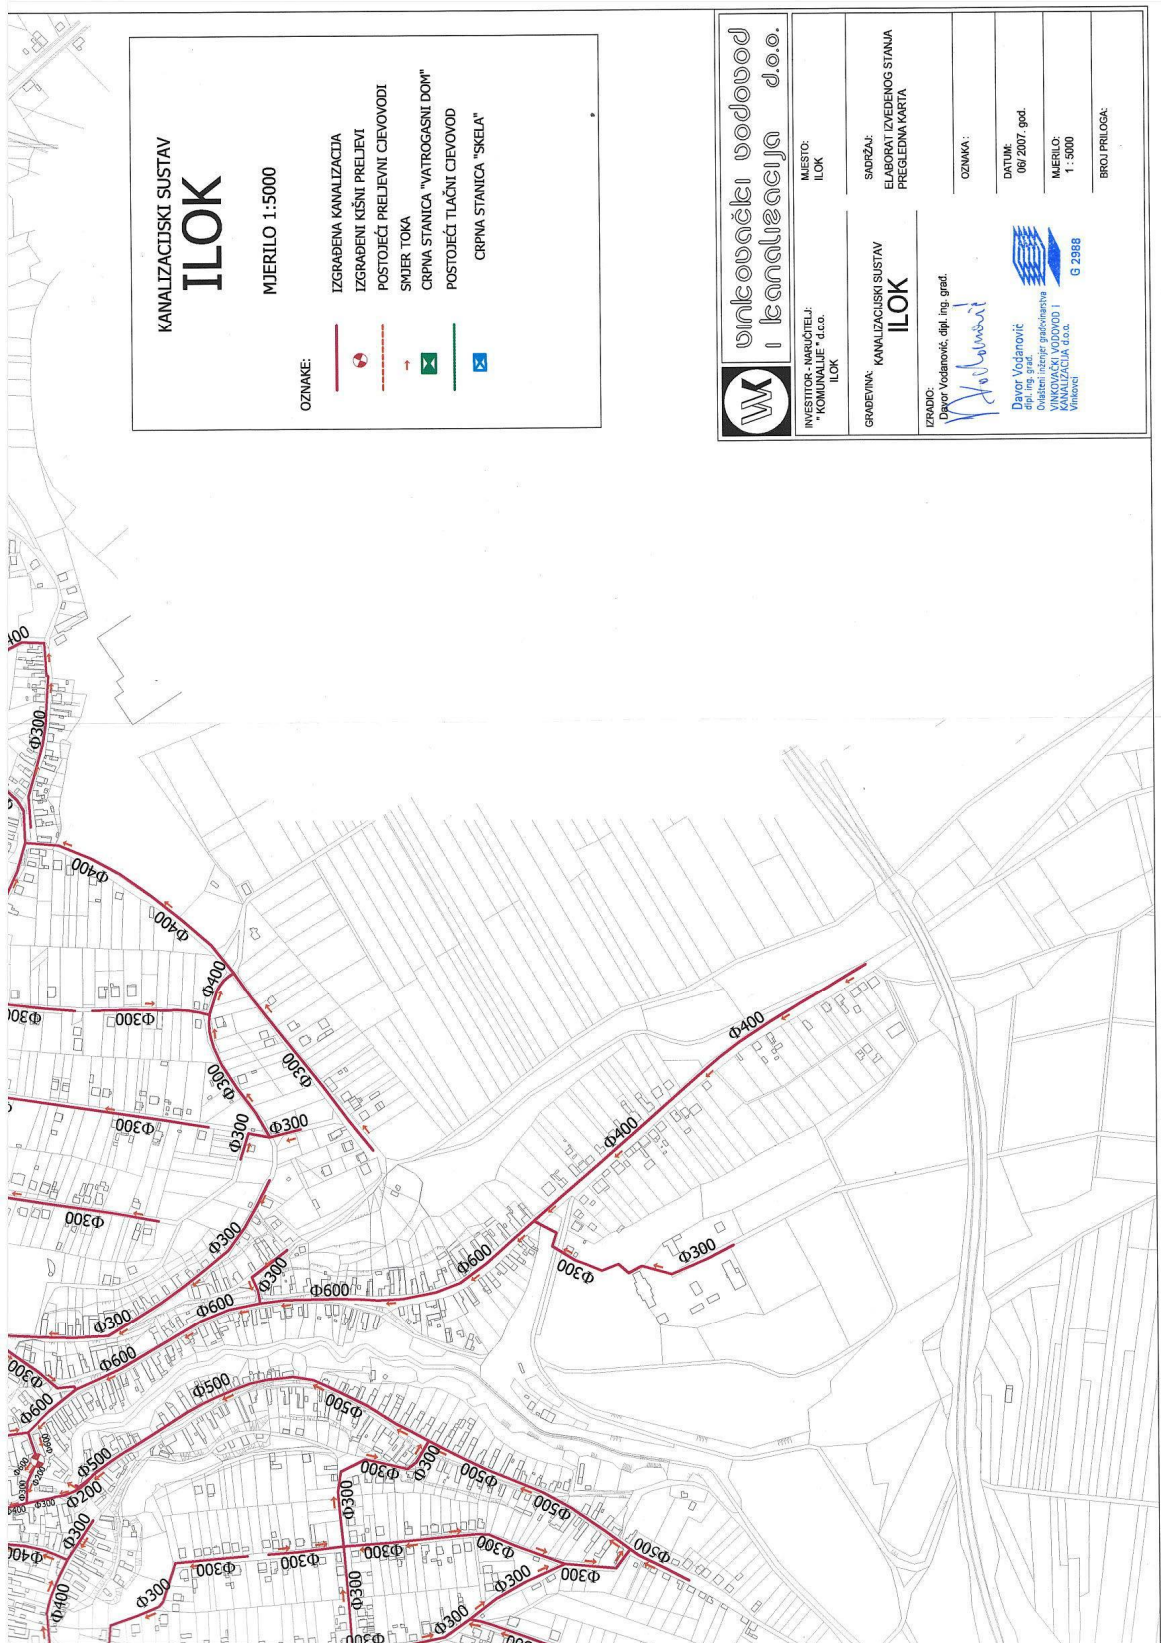 KANALIZACIJSKI SUSTAV
ILOK
MJERILO 1:5000
OZNAKE:
IZGRAĐENA KANALIZACIJA
IZGRAĐENI KIŠNI PRELJEVI
POSTOJEĆI PRELJEVNI CJEVOVODI
SMJER TOKA
CRPNA STANICA "VATROGASNI DOM"
POSTOJEĆI TLAČNI CJEVOVOD
CRPNA STANICA "SKELA"
VVK
vinkovački vodovod
i kanalizacija d.o.o.
INVESTITOR - NARUČITELJ:
" KOMUNALIJE " d.o.o.
ILOK
MJESTO:
ILOK
GRAĐEVINA: KANALIZACIJSKI SUSTAV
ILOK
SADRŽAJ:
ELABORAT IZVEDENOG STANJA
PREGLEDNA KARTA
IZRADIO:
Davor Vodanović, dipl. ing. grad.
OZNAKA :
DATUM:
06/ 2007. god.
MJERILO:
1 : 5000
BROJ PRILOGA:
Davor Vodanović
dipl. ing. građ.
Ovlašteni inženjer građevinarstva
VINKOVAČKI VODOVOD I
KANALIZACIJA d.o.o.
Vinkovci
G 2988
Φ300
Φ400
Φ400
Φ400
Φ300
Φ300
Φ300
Φ300
Φ300
Φ300
Φ300
Φ400
Φ400
Φ600
Φ300
Φ300
Φ300
Φ300
Φ300
Φ600
Φ600
Φ600
Φ300
Φ600
Φ500
Φ500
Φ500
Φ500
Φ500
Φ500
Φ200
Φ300
Φ300
Φ300
Φ300
Φ300
Φ300
Φ300
Φ300
Φ300
Φ300
Φ300
Φ300
Φ300
Φ400
Φ400